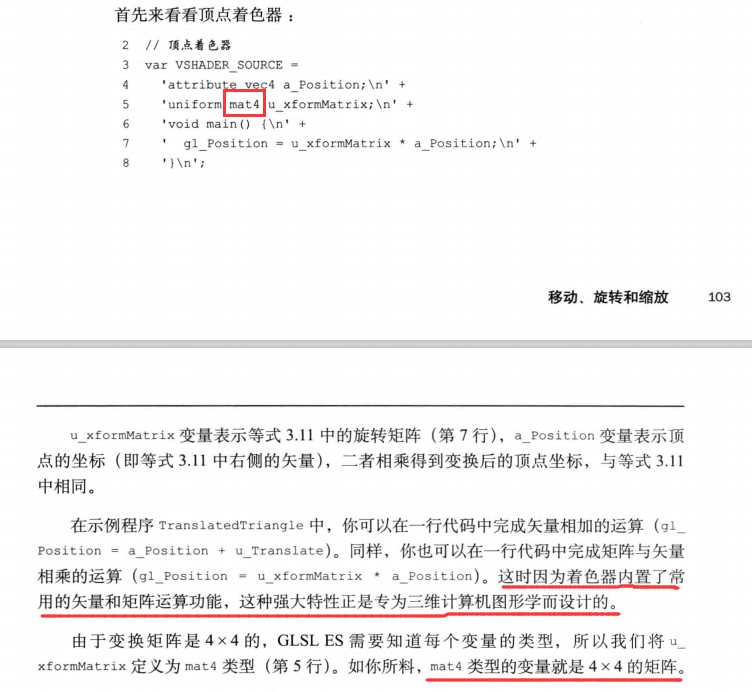 首先来看看顶点着色器：
2 // 顶点着色器
3 var VSHADER_SOURCE =
4 'attribute vec4 a_Position;\n' +
5 'uniform mat4 u_xformMatrix;\n' +
6 'void main() {\n' +
7 ' gl_Position = u_xformMatrix * a_Position;\n' +
8 '}\n';
移动、旋转和缩放 103
u_xformMatrix 变量表示等式 3.11 中的旋转矩阵（第 7 行），a_Position 变量表示顶
点的坐标（即等式 3.11 中右侧的矢量），二者相乘得到变换后的顶点坐标，与等式 3.11
中相同。
在示例程序 TranslatedTriangle 中，你可以在一行代码中完成矢量相加的运算（gl_
Position = a_Position + u_Translate）。同样，你也可以在一行代码中完成矩阵与矢量
相乘的运算（gl_Position = u_xformMatrix * a_Position）。这时因为着色器内置了常
用的矢量和矩阵运算功能，这种强大特性正是专为三维计算机图形学而设计的。
由于变换矩阵是 4×4 的，GLSL ES 需要知道每个变量的类型，所以我们将 u_
xformMatrix 定义为 mat4 类型（第 5 行）。如你所料，mat4 类型的变量就是 4×4 的矩阵。